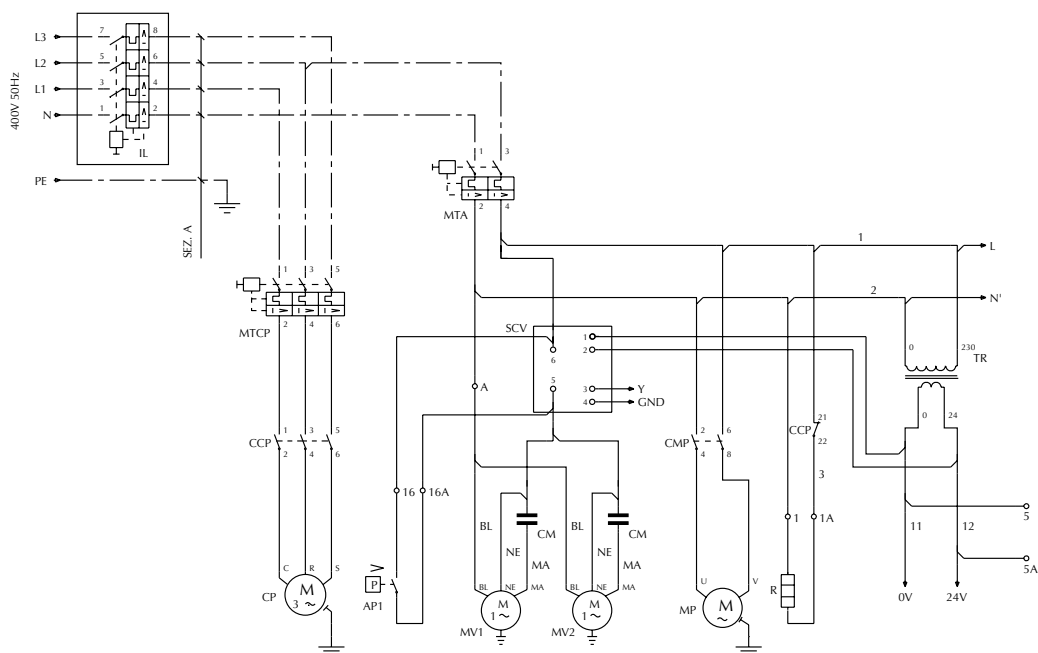 400V 50Hz
L3 7 8
L2 5 6
L1 3 4
N 1 2
IL
PE
SEZ. A
1 3
MTA
2 4
1 3 5
MTCP
2 4 6
1 L
2 N'
SCV
6
1
2
5
3 Y
4 GND
0 230
TR
0 24
A
CCP
1 3 5
2 4 6
CMP
2 6
4 8
CCP
21
22
3
16 16A
1 1A
5
5A
11 12
0V 24V
BL NE CM MA
BL NE CM MA
C R S
CP
M
3 ~
P
AP1
BL NE MA
M
1 ~
MV1
BL NE MA
M
1 ~
MV2
U V
MP
M
~
R